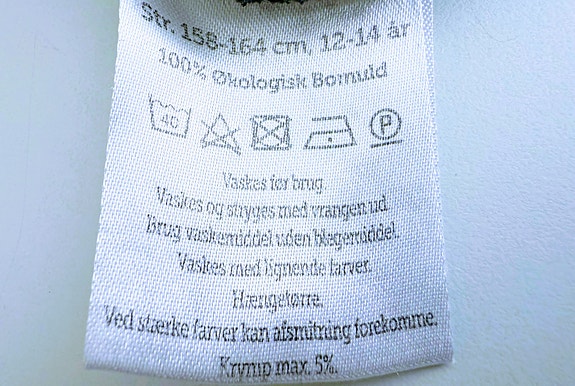 Str. 158-164 cm, 12-14 år
100% Økologisk Bomuld
40 P
Vaskes før brug.
Vaskes og stryges med vrangen ud.
Brug vaskemiddel uden blegemiddel.
Vaskes med lignende farver.
Hængetørre.
Ved stærke farver kan afsmitning forekomme.
Krymp max. 5%.